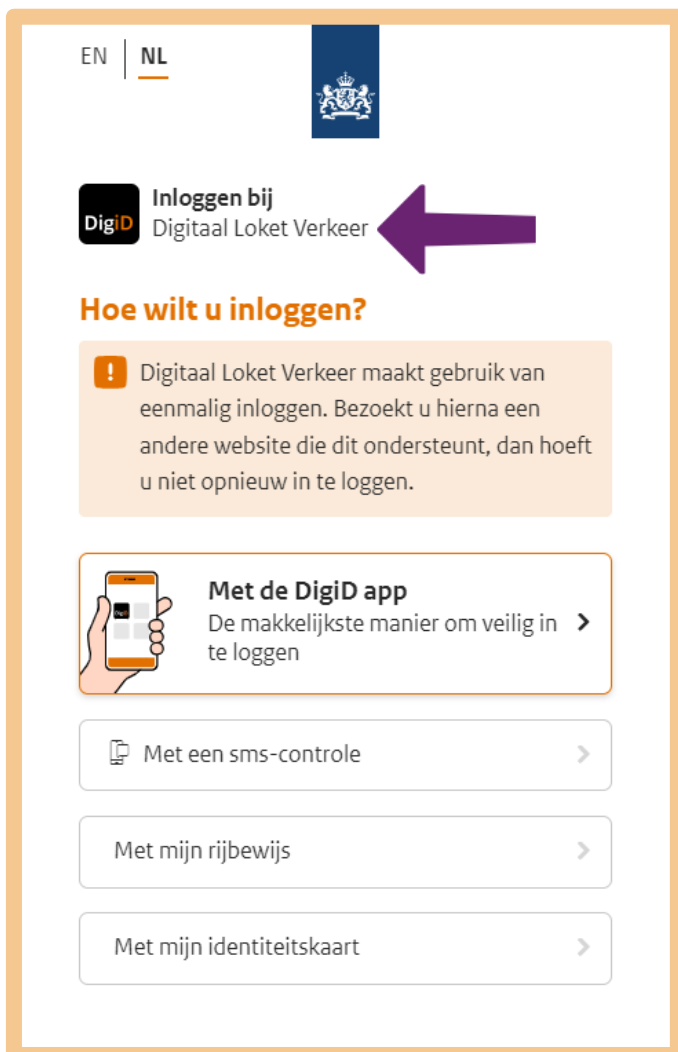 EN NL
DigiD
Inloggen bij
Digitaal Loket Verkeer
Hoe wilt u inloggen?
! Digitaal Loket Verkeer maakt gebruik van
eenmalig inloggen. Bezoekt u hierna een
andere website die dit ondersteunt, dan hoeft
u niet opnieuw in te loggen.
DigiD
Met de DigiD app
De makkelijkste manier om veilig in
te loggen
Met een sms-controle
Met mijn rijbewijs
Met mijn identiteitskaart